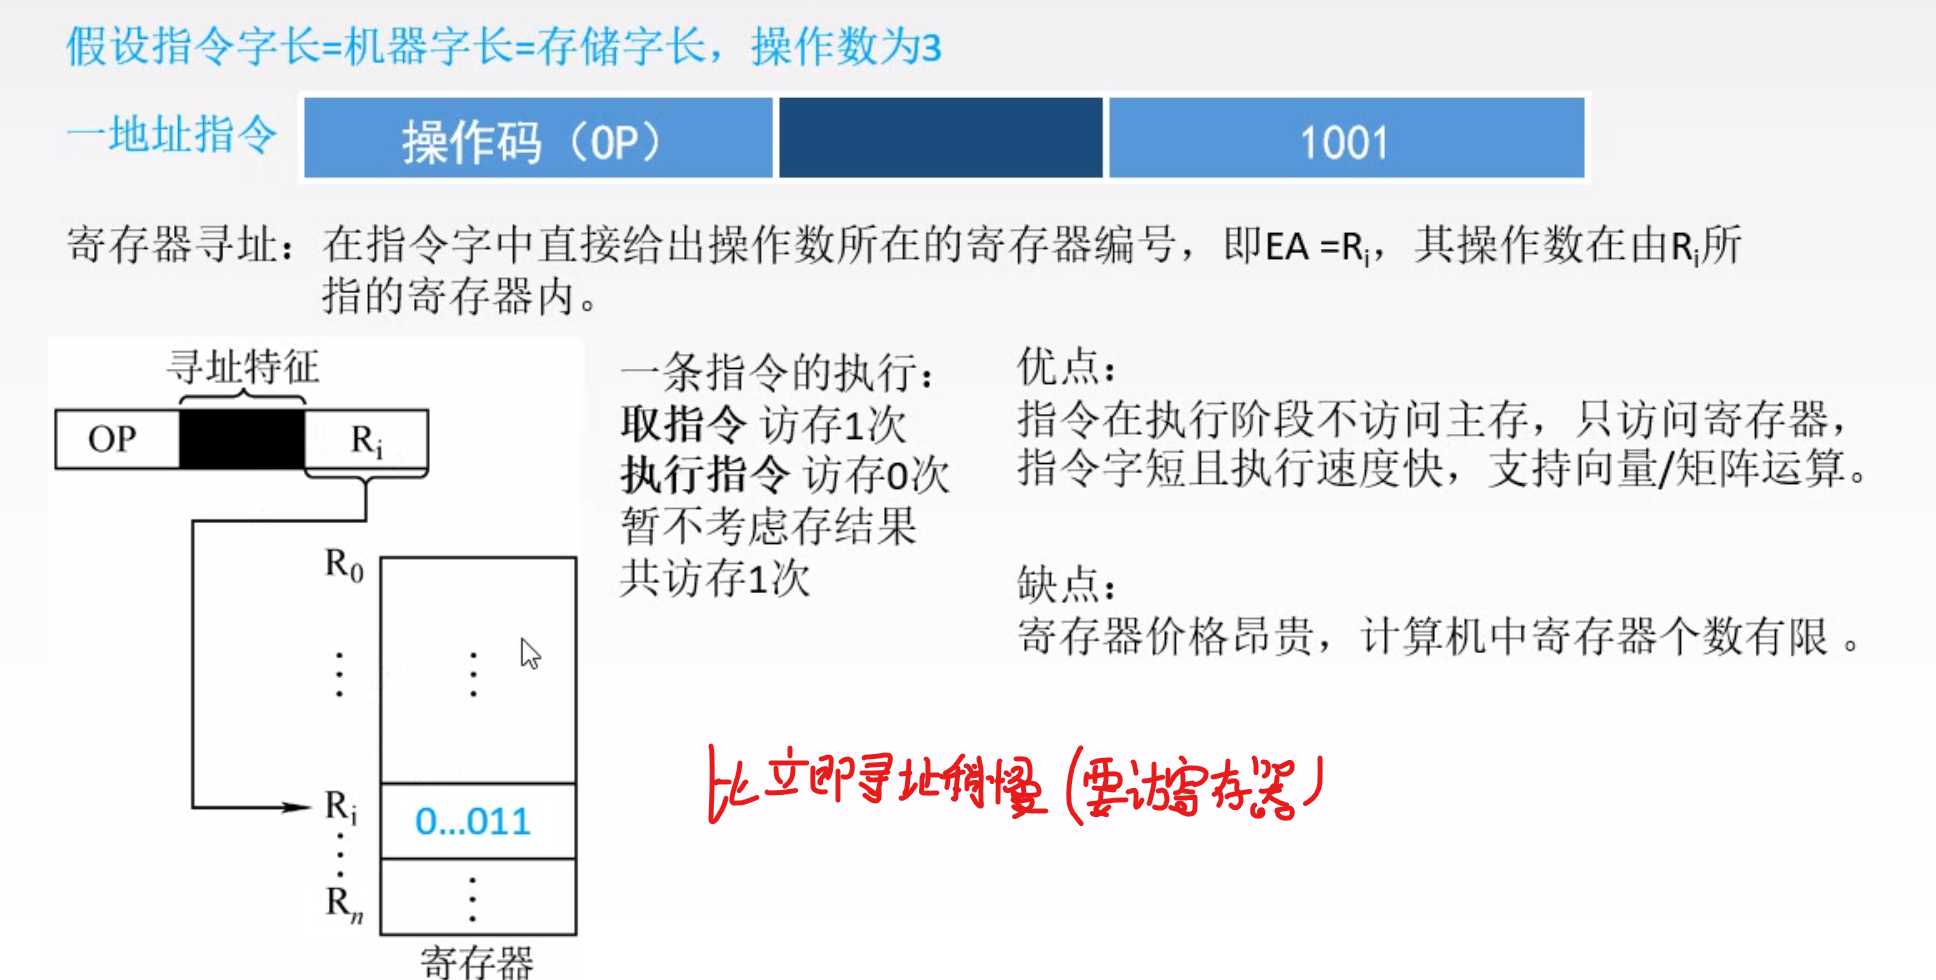 假设指令字长=机器字长=存储字长，操作数为3
一地址指令 操作码（OP） 1001
寄存器寻址：在指令字中直接给出操作数所在的寄存器编号，即EA =Ri，其操作数在由Ri所
指的寄存器内。
寻址特征
OP Ri
R0
⋮ ⋮
Ri 0...011
⋮
Rn ⋮
寄存器
一条指令的执行：
取指令 访存1次
执行指令 访存0次
暂不考虑存结果
共访存1次
优点：
指令在执行阶段不访问主存，只访问寄存器，
指令字短且执行速度快，支持向量/矩阵运算。
缺点：
寄存器价格昂贵，计算机中寄存器个数有限 。
比立即寻址稍慢(要访寄存器)